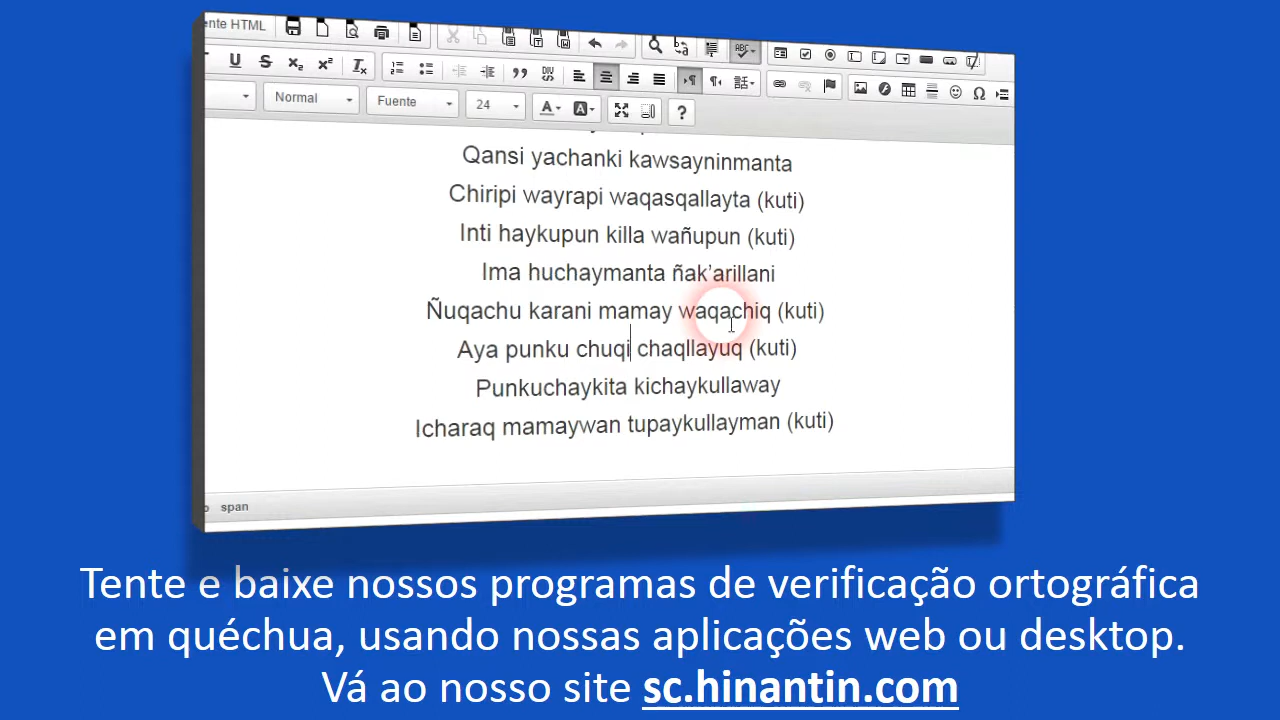 ente HTML
Normal
Fuente
24
?
Qansi yachanki kawsayninmanta
Chiripi wayrapi waqasqallayta (kuti)
Inti haykupun killa wañupun (kuti)
Ima huchaymanta ñak’arillani
Ñuqachu karani mamay waqachiq (kuti)
Aya punku chuqi chaqllayuq (kuti)
Punkuchaykita kichaykullaway
Icharaq mamaywan tupaykullayman (kuti)
span
Tente e baixe nossos programas de verificação ortográfica
em quéchua, usando nossas aplicações web ou desktop.
Vá ao nosso site sc.hinantin.com